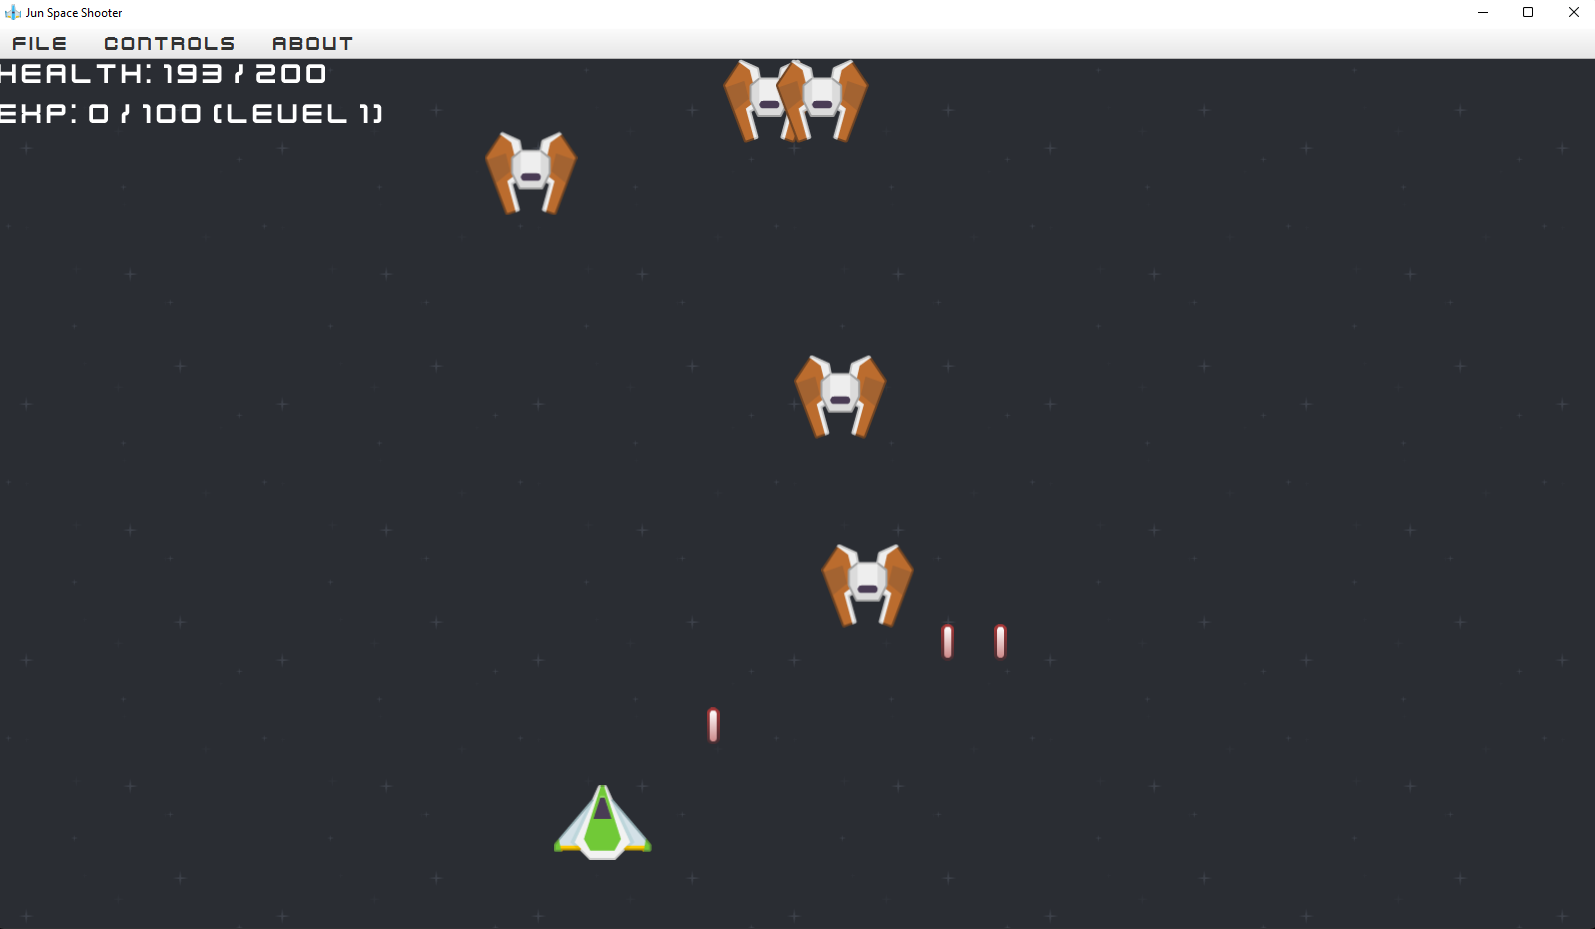 Jun Space Shooter
FILE CONTROLS ABOUT
HEALTH: 193 / 200
EXP: 0 / 100 (LEVEL 1)